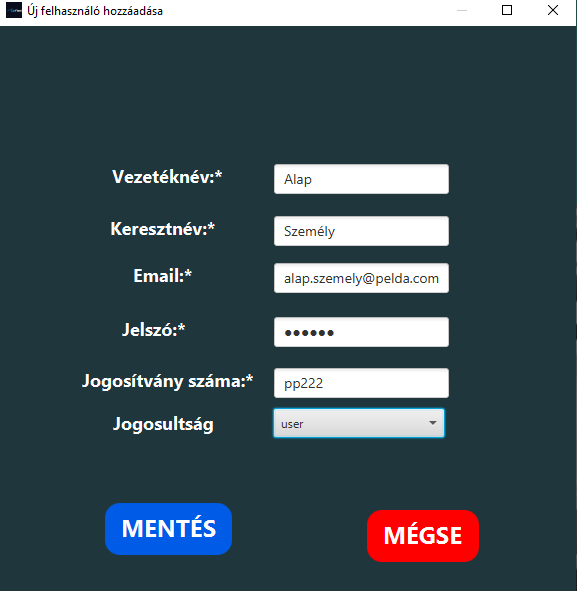 Új felhasználó hozzáadása
Vezetéknév:* Alap
Keresztnév:* Személy
Email:* alap.szemely@pelda.com
Jelszó:* ●●●●●●
Jogosítvány száma:* pp222
Jogosultság user
MENTÉS MÉGSE